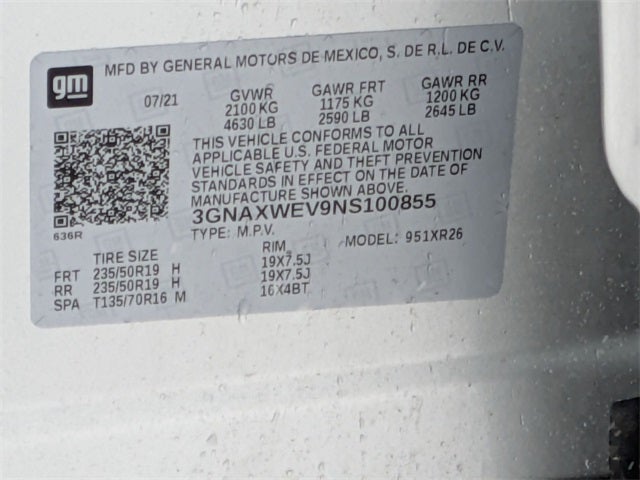 gm
MFD BY GENERAL MOTORS DE MEXICO, S. DE R.L. DE C.V.
07/21 GVWR GAWR FRT GAWR RR
2100 KG 1175 KG 1200 KG
4630 LB 2590 LB 2645 LB
THIS VEHICLE CONFORMS TO ALL
APPLICABLE U.S. FEDERAL MOTOR
VEHICLE SAFETY AND THEFT PREVENTION
STANDARDS IN EFFECT ON THE DATE OF
MANUFACTURE SHOWN ABOVE.
3GNAXWEV9NS100855
636R
TYPE: M.P.V. MODEL: 951XR26
TIRE SIZE RIM
FRT 235/50R19 H 19X7.5J
RR 235/50R19 H 19X7.5J
SPA T135/70R16 M 16X4BT